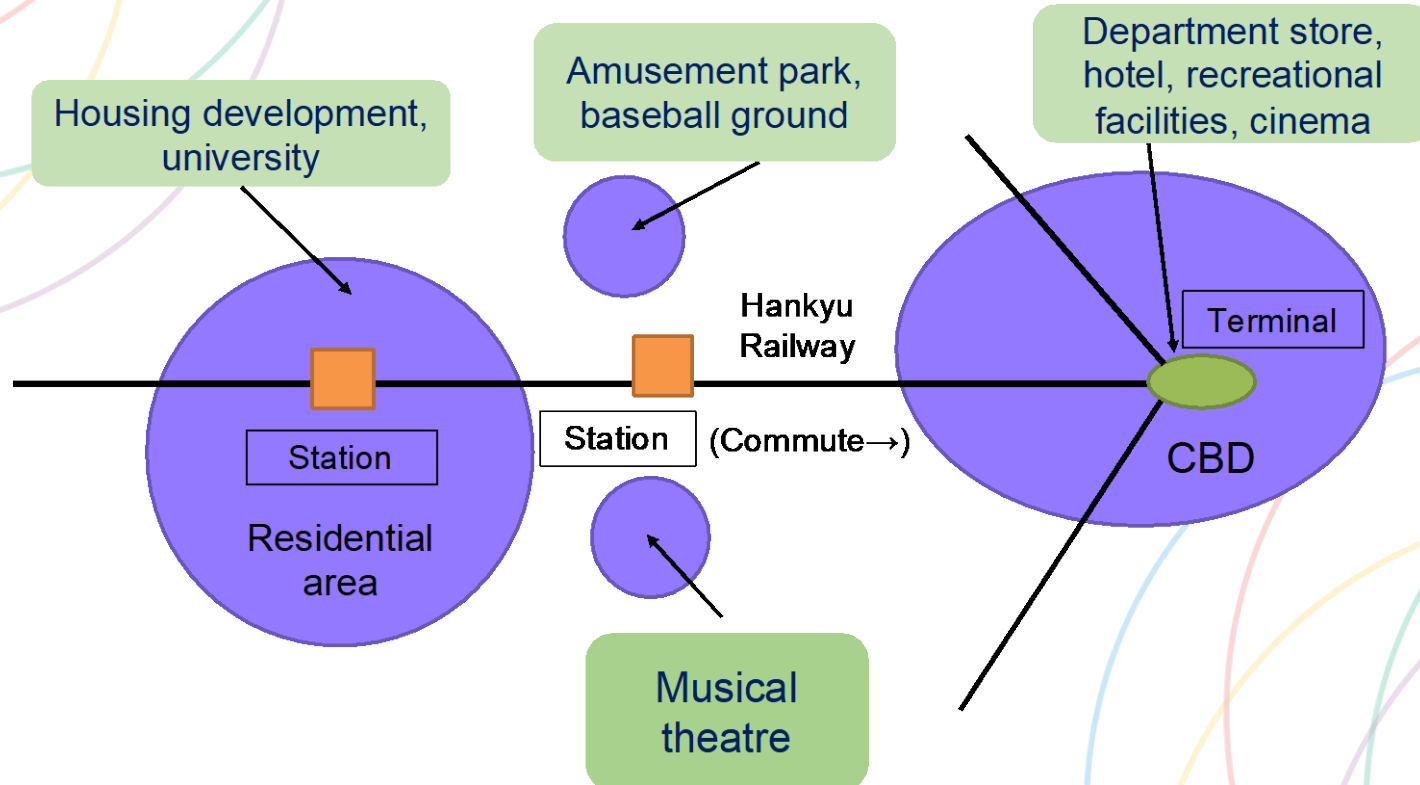 Housing development,
university
Amusement park,
baseball ground
Department store,
hotel, recreational
facilities, cinema
Hankyu
Railway
Terminal
Station
Station
(Commute→)
CBD
Residential
area
Musical
theatre